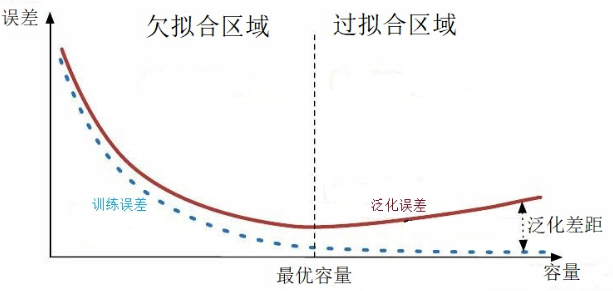 误差
欠拟合区域
过拟合区域
训练误差
泛化误差
泛化差距
最优容量
容量